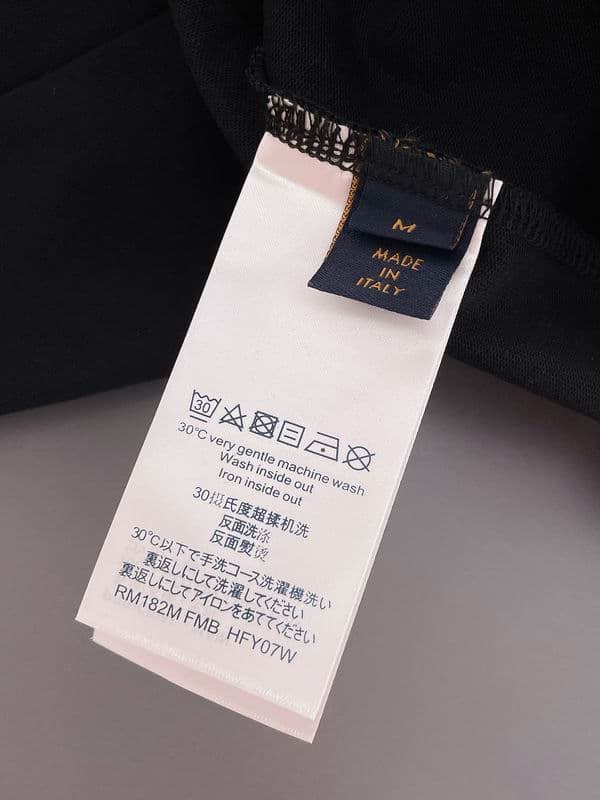 M
MADE
IN
ITALY
30
30°C very gentle machine wash
Wash inside out
Iron inside out
30摄氏度超揉机洗
反面洗涤
反面熨烫
30°C以下で手洗コース洗濯機洗い
裏返しにして洗濯してください
裏返しにしてアイロンをあててください
RM182M FMB HFY07W